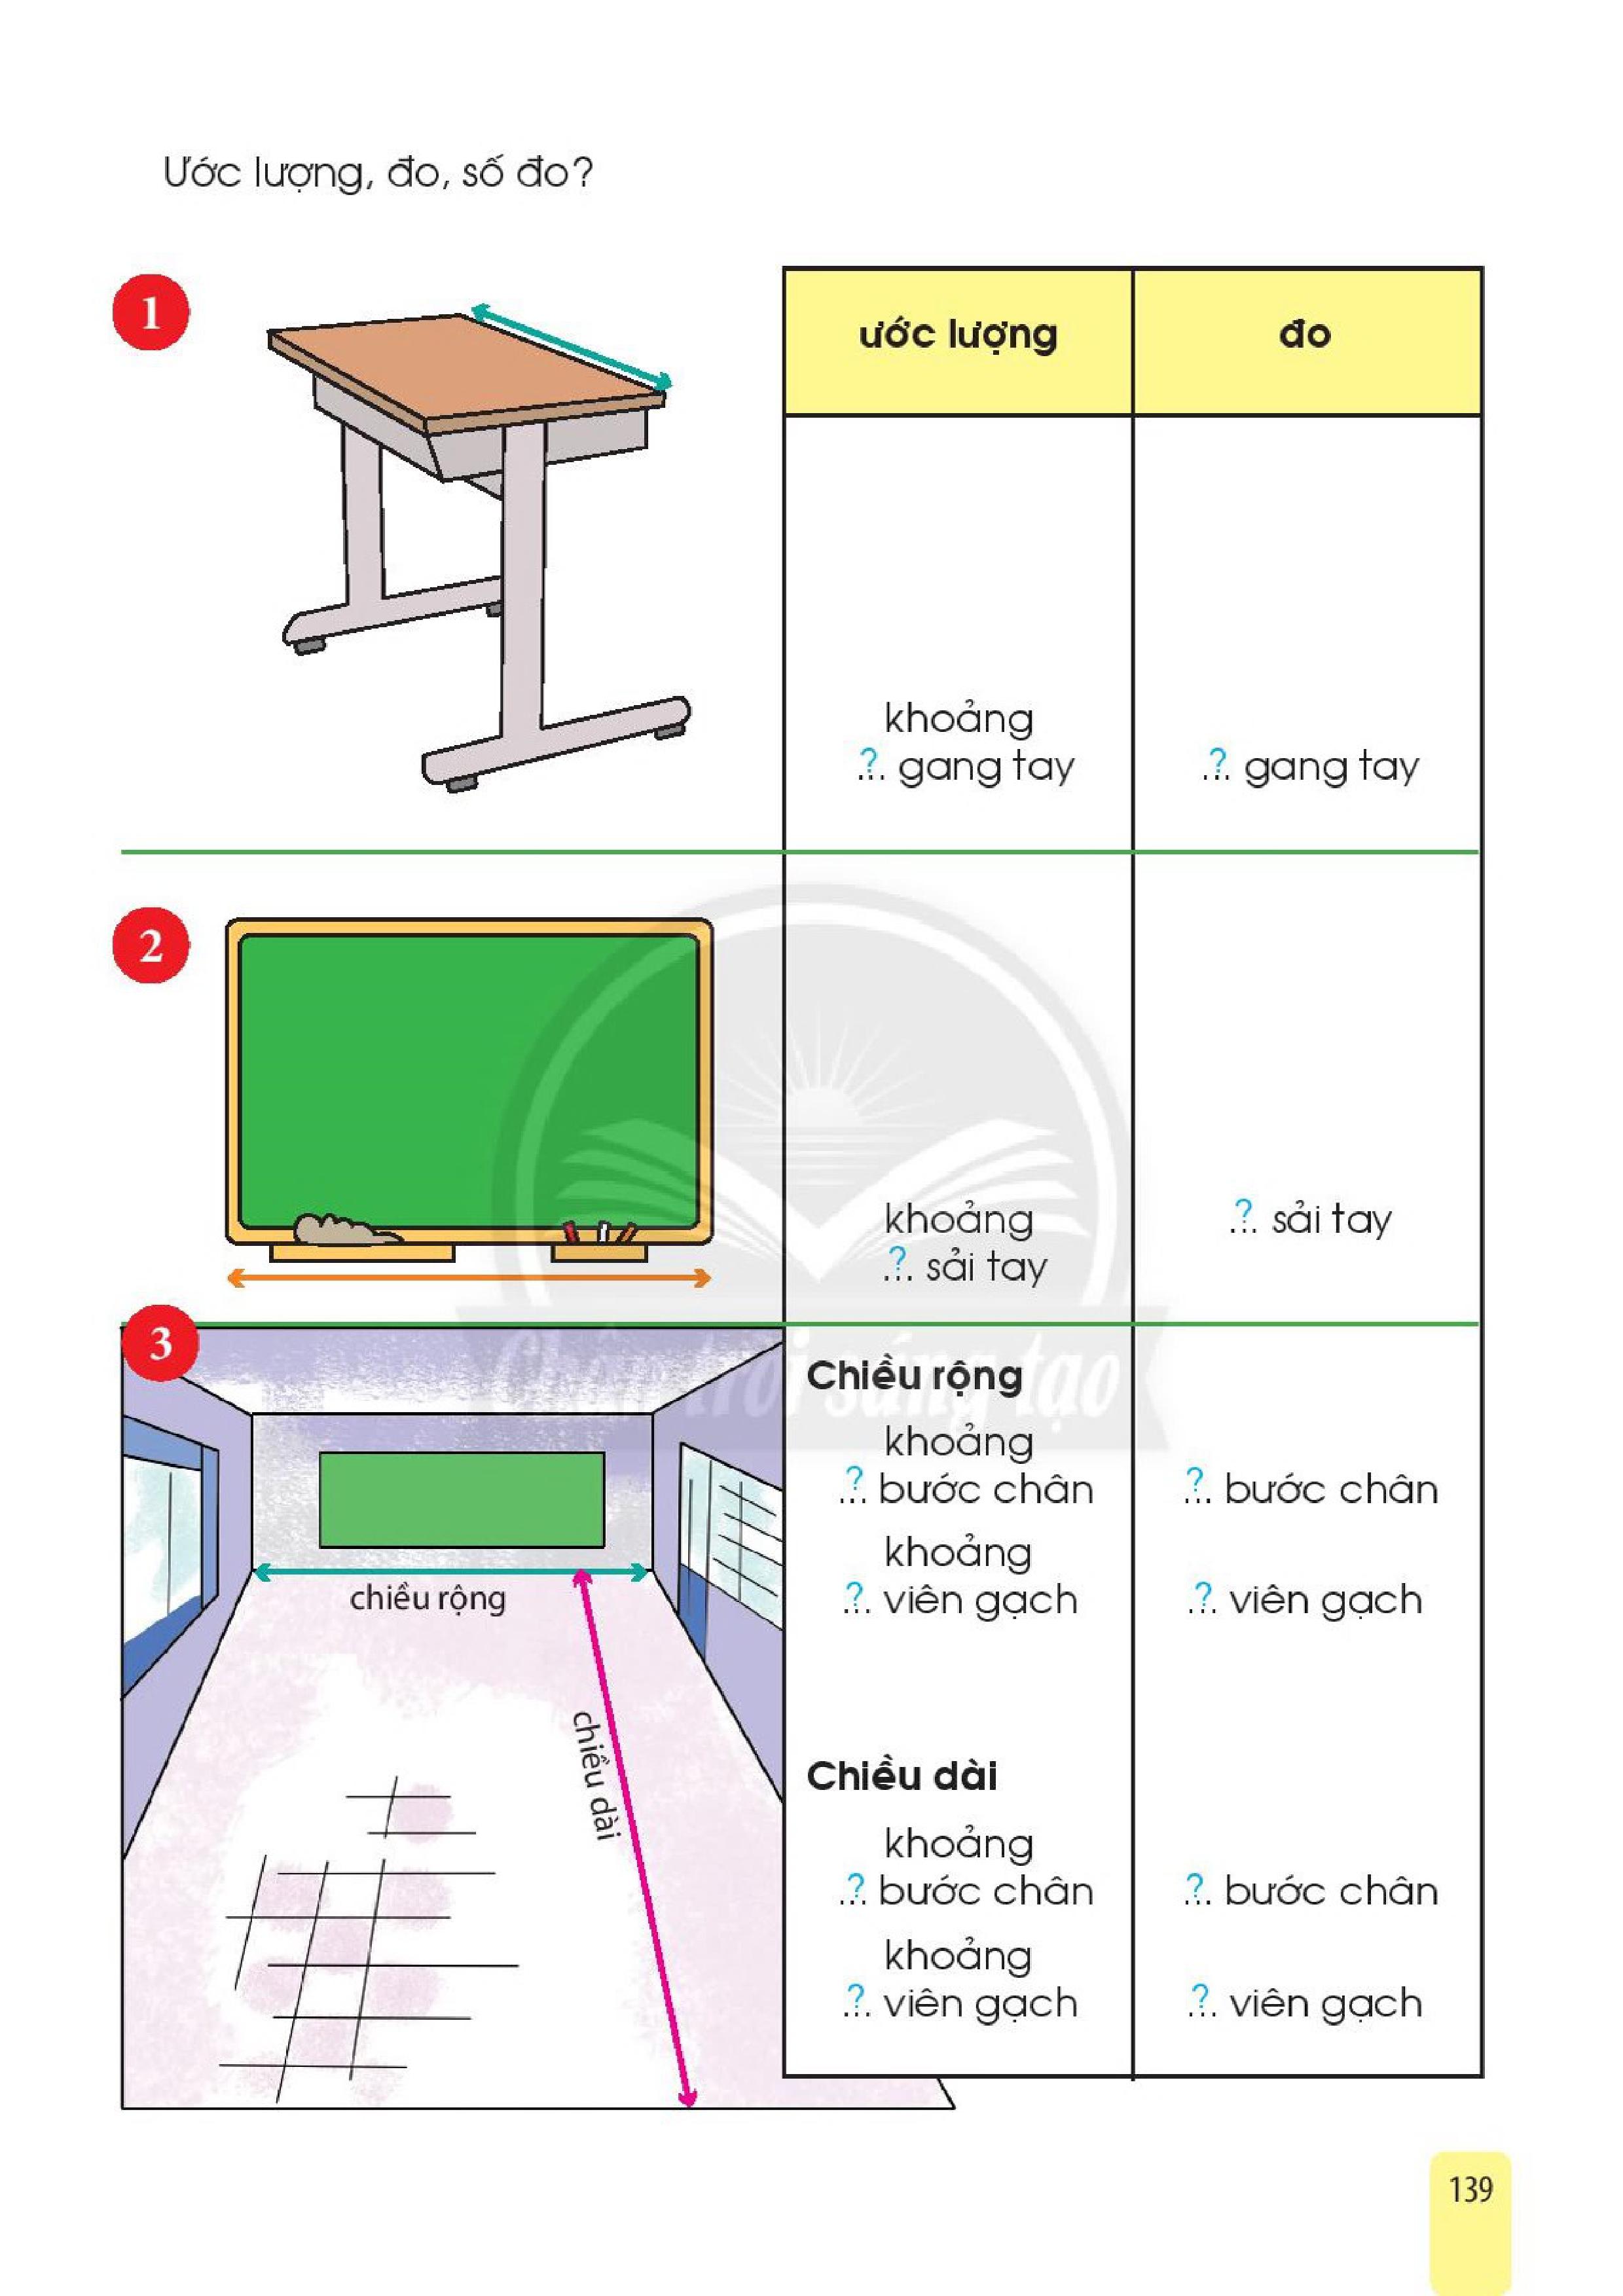 Ước lượng, đo, số đo?
1
ước lượng
đo
khoảng
.?. gang tay
.?. gang tay
2
khoảng
.?. sải tay
.?. sải tay
3
chiều rộng
chiều dài
Chiều rộng
khoảng
.?. bước chân
.?. bước chân
khoảng
.?. viên gạch
.?. viên gạch
Chiều dài
khoảng
.?. bước chân
.?. bước chân
khoảng
.?. viên gạch
.?. viên gạch
Chân trời sáng tạo
139